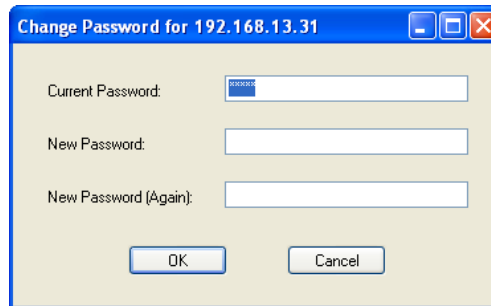 Change Password for 192.168.13.31
Current Password: *****
New Password:
New Password (Again):
OK Cancel